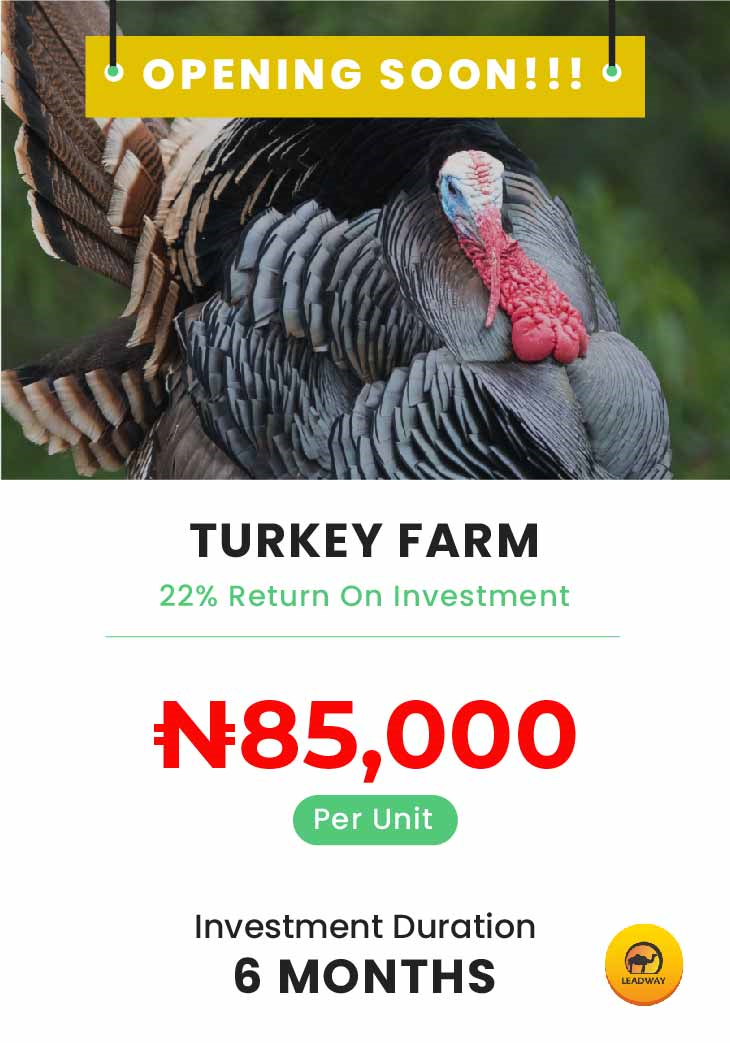 OPENING SOON!!!
TURKEY FARM
22% Return On Investment
₦85,000
Per Unit
Investment Duration
6 MONTHS
LEADWAY